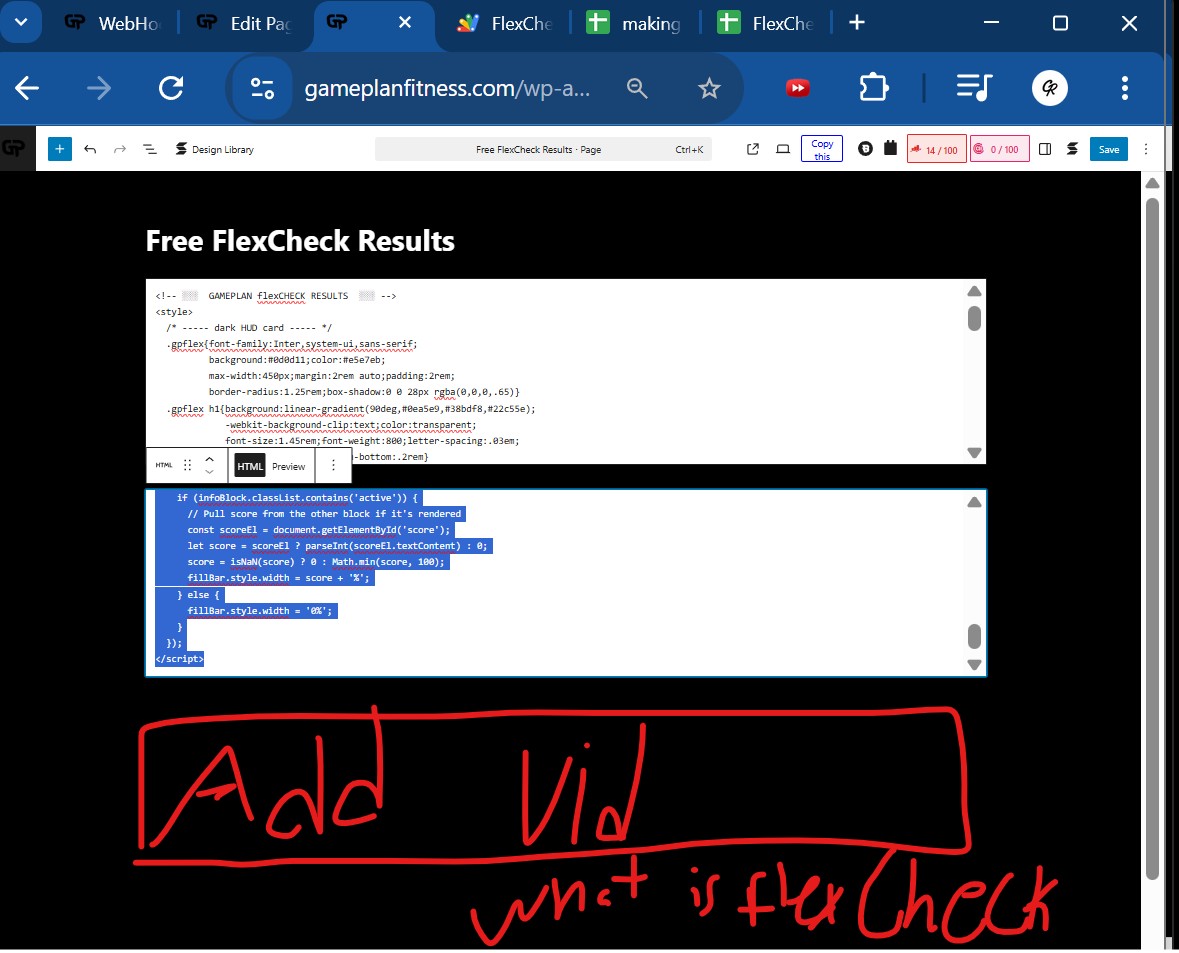 WebHo
Edit Pag
FlexChe
making
FlexChe
gameplanfitness.com/wp-a...
Design Library
Free FlexCheck Results · Page
Ctrl+K
Copy this
14 / 100
0 / 100
Save
Free FlexCheck Results
<!-- ░░░  GAMEPLAN flexCHECK RESULTS  ░░░ -->
<style>
/* ----- dark HUD card ----- */
.gpflex{font-family:Inter,system-ui,sans-serif;
background:#0d0d11;color:#e5e7eb;
max-width:450px;margin:2rem auto;padding:2rem;
border-radius:1.25rem;box-shadow:0 0 28px rgba(0,0,0,.65)}
.gpflex h1{background:linear-gradient(90deg,#0ea5e9,#38bdf8,#22c55e);
-webkit-background-clip:text;color:transparent;
font-size:1.45rem;font-weight:800;letter-spacing:.03em;
-bottom:.2rem}
HTML
HTML
Preview
if (infoBlock.classList.contains('active')) {
// Pull score from the other block if it's rendered
const scoreEl = document.getElementById('score');
let score = scoreEl ? parseInt(scoreEl.textContent) : 0;
score = isNaN(score) ? 0 : Math.min(score, 100);
fillBar.style.width = score + '%';
} else {
fillBar.style.width = '0%';
}
});
</script>
Add Vid
what is flexCheck